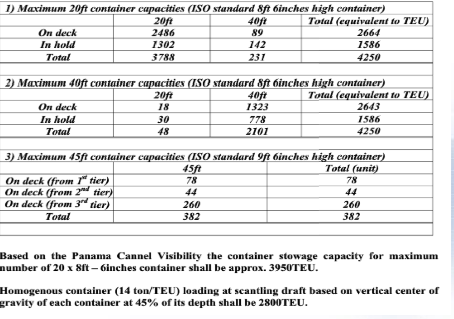 1) Maximum 20ft container capacities (ISO standard 8ft 6inches high container)
20ft 40ft Total (equivalent to TEU)
On deck 2486 89 2664
In hold 1302 142 1586
Total 3788 231 4250
2) Maximum 40ft container capacities (ISO standard 8ft 6inches high container)
20ft 40ft Total (equivalent to TEU)
On deck 18 1323 2643
In hold 30 778 1586
Total 48 2101 4250
3) Maximum 45ft container capacities (ISO standard 9ft 6inches high container)
45ft Total (unit)
On deck (from 1st tier) 78 78
On deck (from 2nd tier) 44 44
On deck (from 3rd tier) 260 260
Total 382 382
Based on the Panama Cannel Visibility the container stowage capacity for maximum
number of 20 x 8ft – 6inches container shall be approx. 3950TEU.
Homogenous container (14 ton/TEU) loading at scantling draft based on vertical center of
gravity of each container at 45% of its depth shall be 2800TEU.